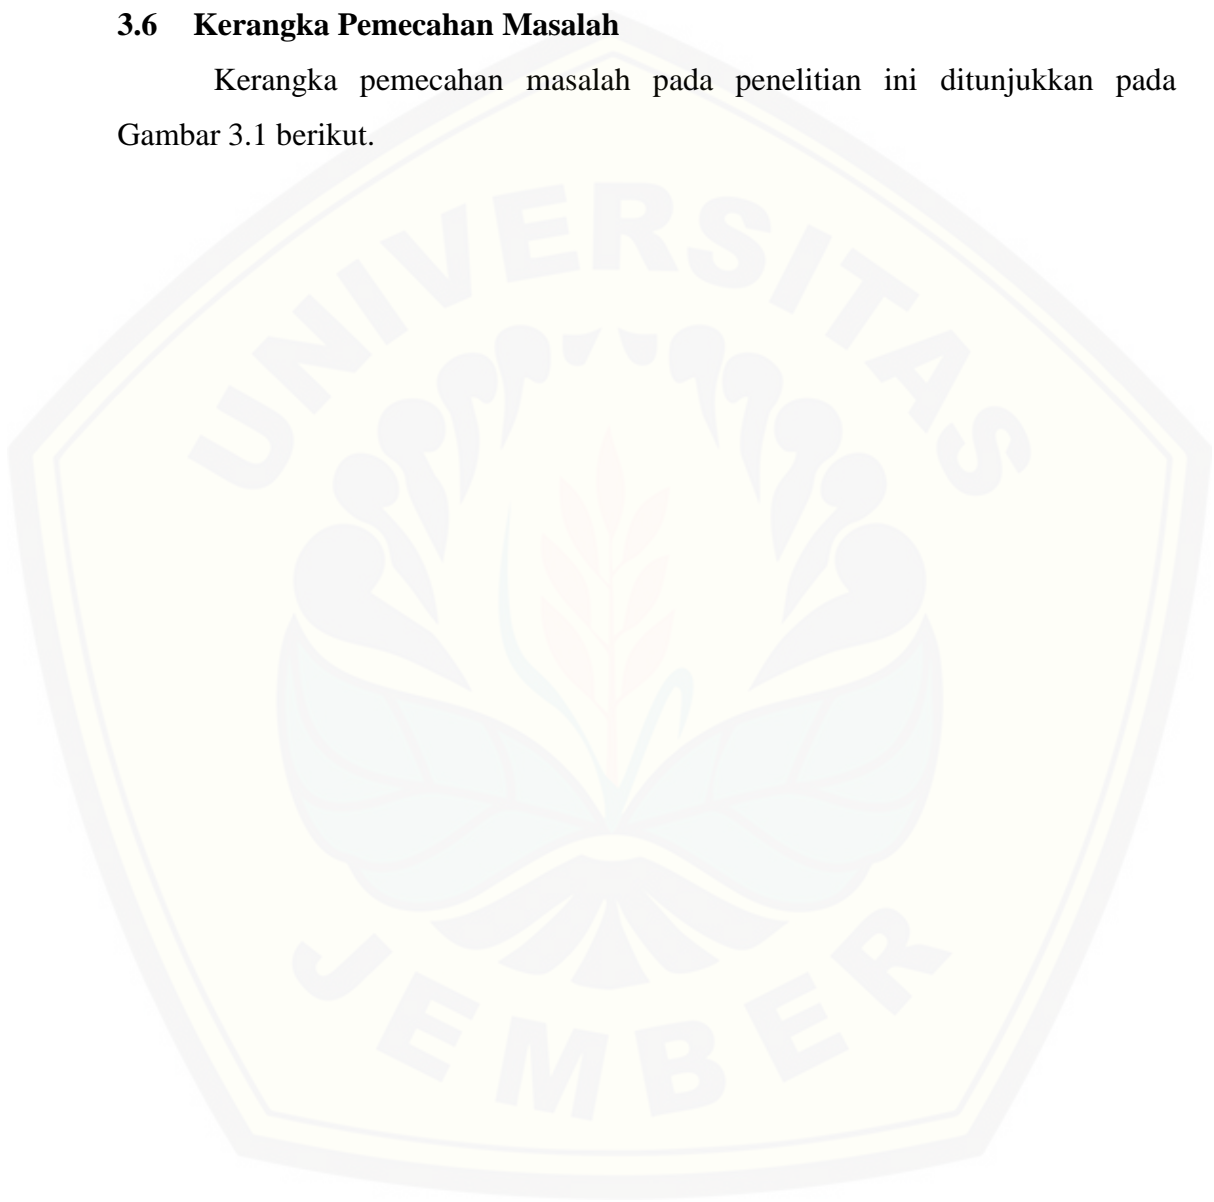 3.6 Kerangka Pemecahan Masalah
Kerangka pemecahan masalah pada penelitian ini ditunjukkan pada
Gambar 3.1 berikut.
UNIVERSITAS
JEMBER